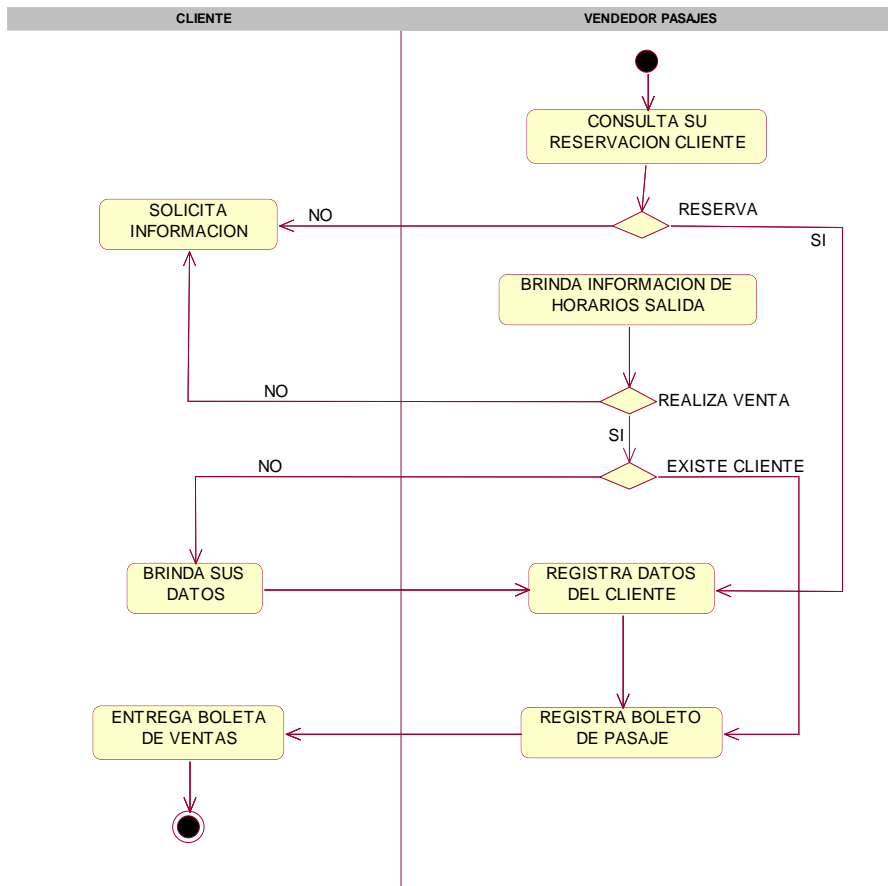 CLIENTE
VENDEDOR PASAJES
CONSULTA SU
RESERVACION CLIENTE
SOLICITA
INFORMACION
NO
RESERVA
SI
BRINDA INFORMACION DE
HORARIOS SALIDA
NO
REALIZA VENTA
SI
NO
EXISTE CLIENTE
BRINDA SUS
DATOS
REGISTRA DATOS
DEL CLIENTE
ENTREGA BOLETA
DE VENTAS
REGISTRA BOLETO
DE PASAJE